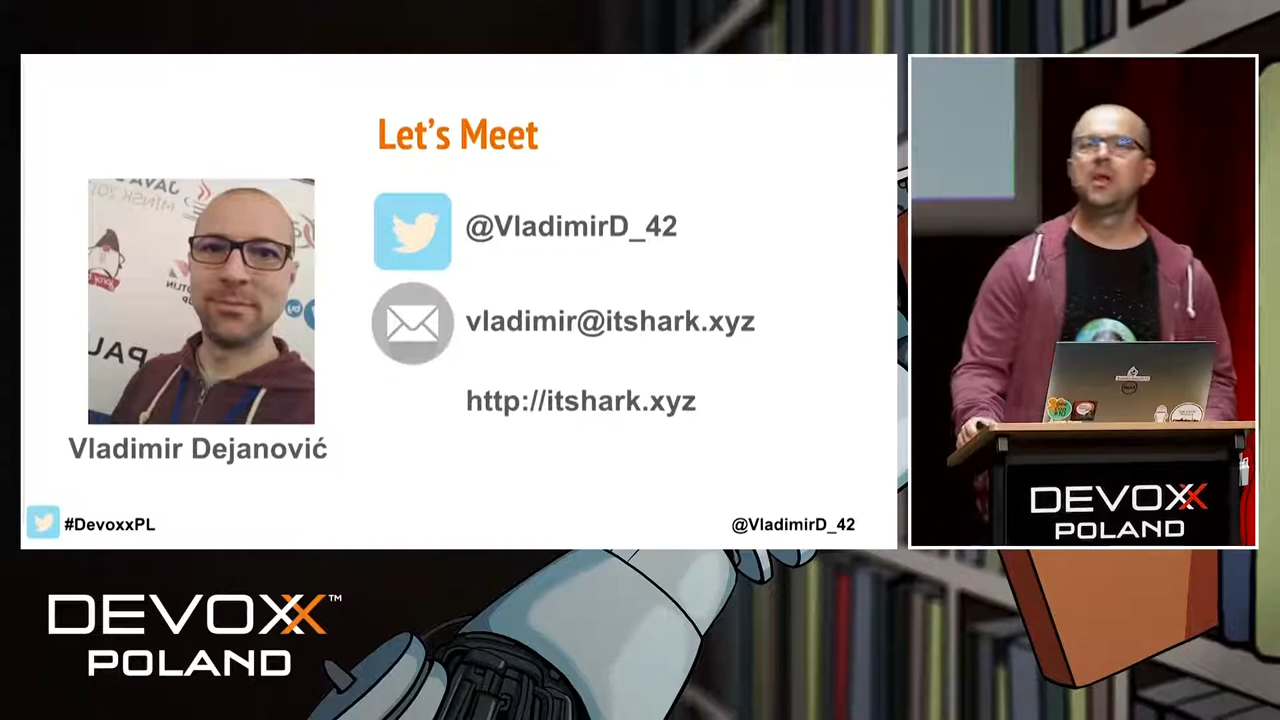 Let's Meet
@VladimirD_42
vladimir@itshark.xyz
http://itshark.xyz
Vladimir Dejanović
#DevoxxPL
@VladimirD_42
DEVOXX
POLAND
DEVOXX™
POLAND